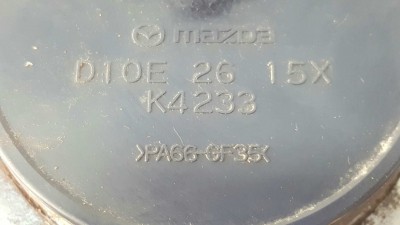 mazda
D10E 26 15X
K4233
>PA66-GF35<